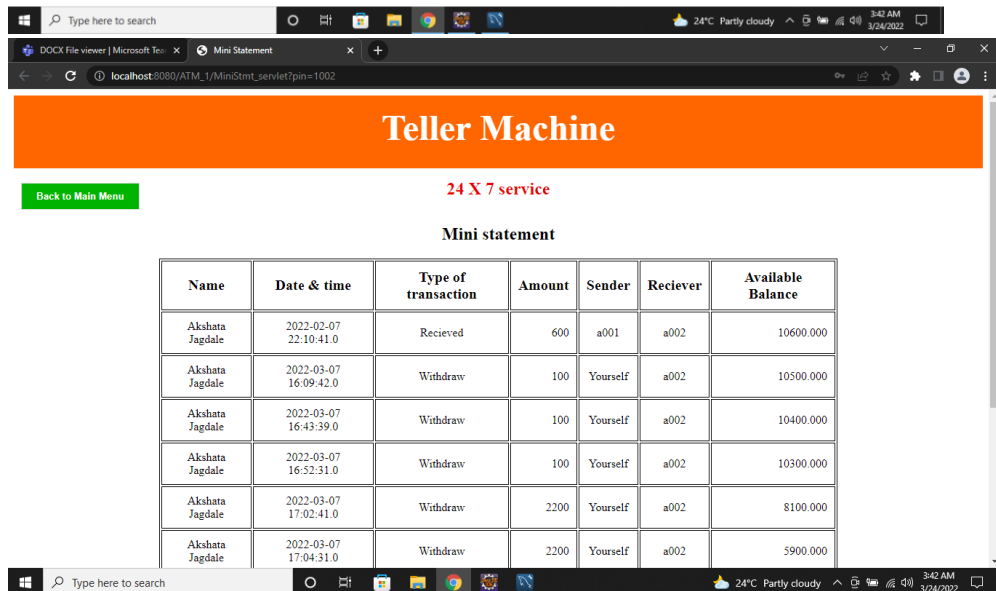 Type here to search
24°C Partly cloudy
3:42 AM
3/24/2022
DOCX File viewer | Microsoft Tea
Mini Statement
localhost:8080/ATM_1/MiniStmt_servlet?pin=1002
Teller Machine
Back to Main Menu
24 X 7 service
Mini statement
Name Date & time Type of transaction Amount Sender Reciever Available Balance
Akshata Jagdale 2022-02-07 22:10:41.0 Recieved 600 a001 a002 10600.000
Akshata Jagdale 2022-03-07 16:09:42.0 Withdraw 100 Yourself a002 10500.000
Akshata Jagdale 2022-03-07 16:43:39.0 Withdraw 100 Yourself a002 10400.000
Akshata Jagdale 2022-03-07 16:52:31.0 Withdraw 100 Yourself a002 10300.000
Akshata Jagdale 2022-03-07 17:02:41.0 Withdraw 2200 Yourself a002 8100.000
Akshata Jagdale 2022-03-07 17:04:31.0 Withdraw 2200 Yourself a002 5900.000
Type here to search
24°C Partly cloudy
3:42 AM
3/24/2022